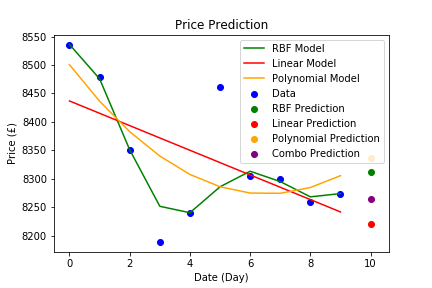 Price Prediction
Price (£)
8550
8500
8450
8400
8350
8300
8250
8200
RBF Model
Linear Model
Polynomial Model
Data
RBF Prediction
Linear Prediction
Polynomial Prediction
Combo Prediction
0
2
4
6
8
10
Date (Day)